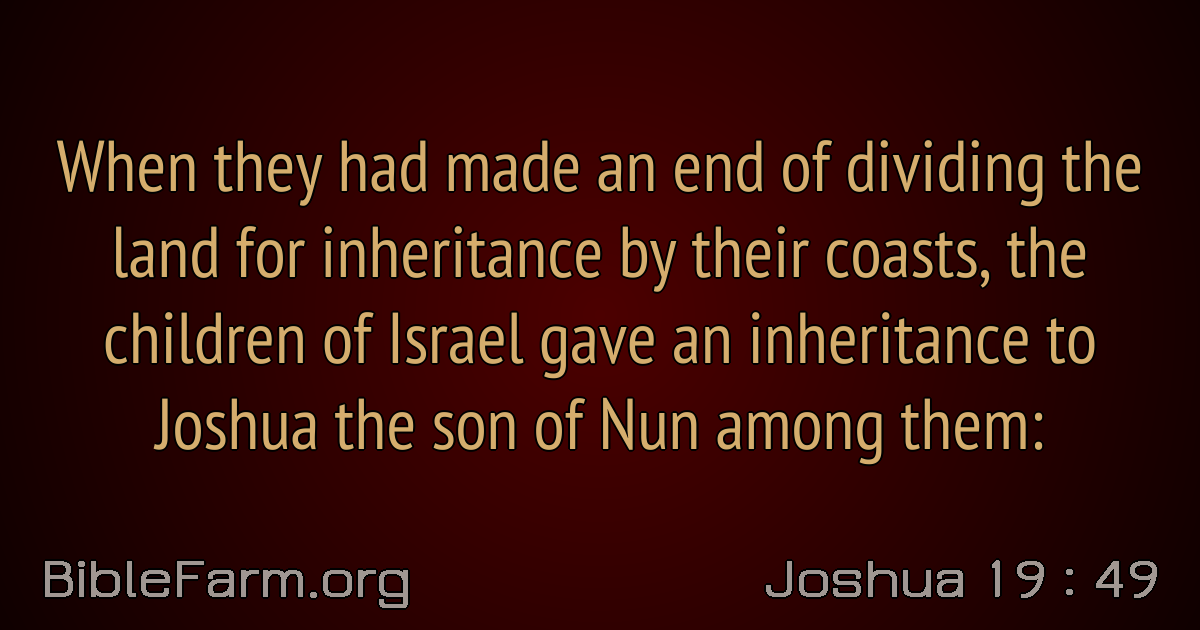 When they had made an end of dividing the
land for inheritance by their coasts, the
children of Israel gave an inheritance to
Joshua the son of Nun among them:
BibleFarm.org
Joshua 19 : 49